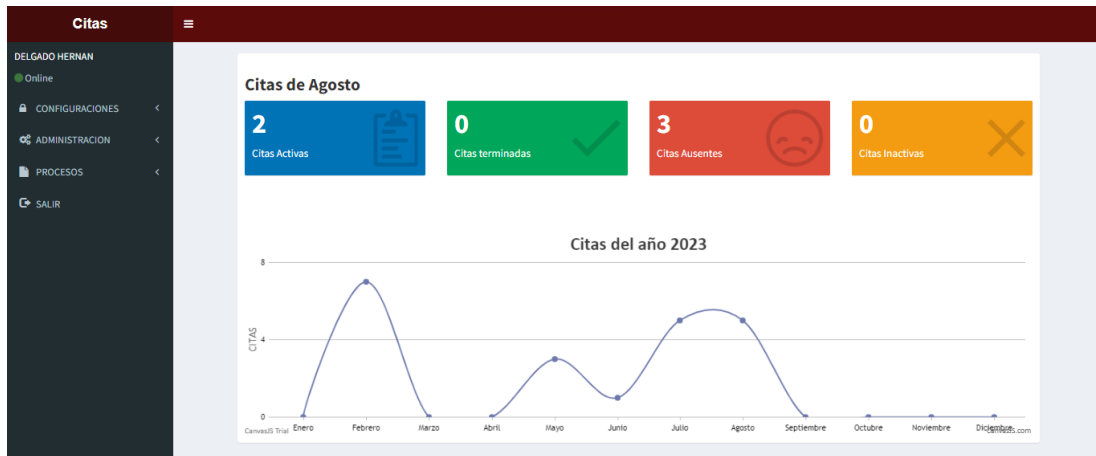 Citas
DELGADO HERNAN
Online
CONFIGURACIONES
ADMINISTRACION
PROCESOS
SALIR
Citas de Agosto
2
Citas Activas
0
Citas terminadas
3
Citas Ausentes
0
Citas Inactivas
Citas del año 2023
CITAS
8
4
0
Enero Febrero Marzo Abril Mayo Junio Julio Agosto Septiembre Octubre Noviembre Diciembre
CanvasJS Trial
CanvasJS.com